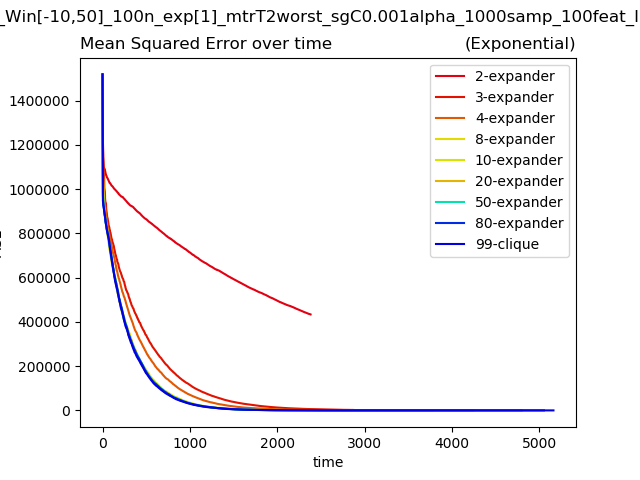 _Win[-10,50]_100n_exp[1]_mtrT2worst_sgC0.001alpha_1000samp_100feat_l
Mean Squared Error over time (Exponential)
1400000
1200000
1000000
800000
600000
400000
200000
0
0 1000 2000 3000 4000 5000
time
2-expander
3-expander
4-expander
8-expander
10-expander
20-expander
50-expander
80-expander
99-clique